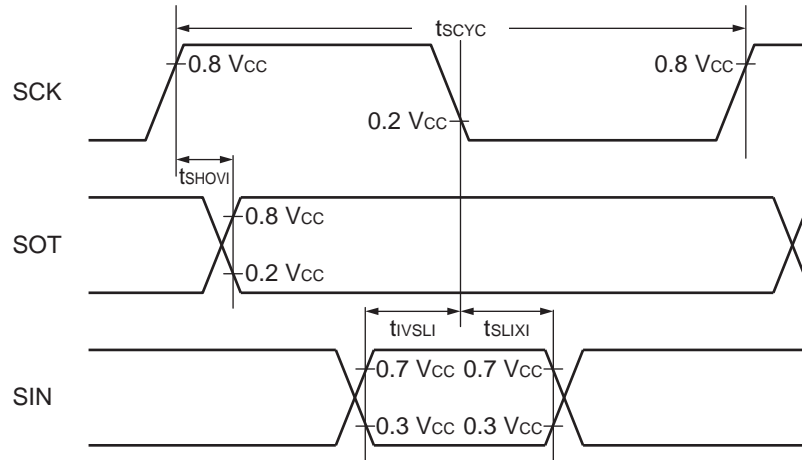 tSCYC
0.8 VCC
0.8 VCC
SCK
0.2 VCC
tSHOVI
0.8 VCC
SOT
0.2 VCC
tIVSLI
tSLIXI
0.7 VCC
0.7 VCC
SIN
0.3 VCC
0.3 VCC